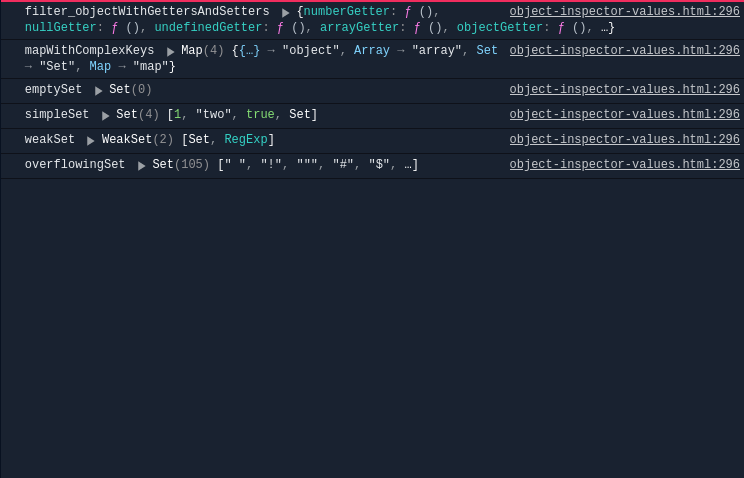 filter_objectWithGettersAndSetters ▶ {numberGetter: ƒ (), object-inspector-values.html:296
nullGetter: ƒ (), undefinedGetter: ƒ (), arrayGetter: ƒ (), objectGetter: ƒ (), …}
mapWithComplexKeys ▶ Map(4) {{…} → "object", Array → "array", Set object-inspector-values.html:296
→ "Set", Map → "map"}
emptySet ▶ Set(0) object-inspector-values.html:296
simpleSet ▶ Set(4) [1, "two", true, Set] object-inspector-values.html:296
weakSet ▶ WeakSet(2) [Set, RegExp] object-inspector-values.html:296
overflowingSet ▶ Set(105) [" ", "!", """, "#", "$", …] object-inspector-values.html:296